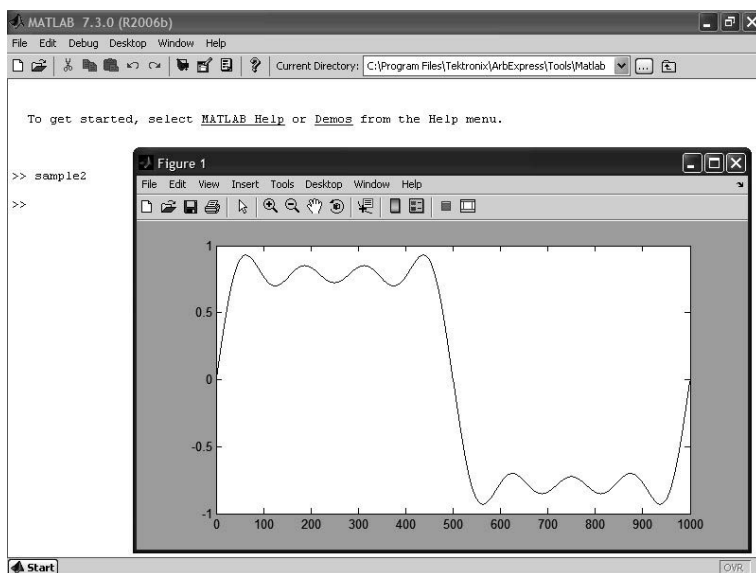 MATLAB 7.3.0 (R2006b)
File Edit Debug Desktop Window Help
Current Directory: C:\Program Files\Tektronix\ArbExpress\Tools\Matlab
To get started, select MATLAB Help or Demos from the Help menu.
>> sample2
>>
Figure 1
File Edit View Insert Tools Desktop Window Help
1
0.5
0
-0.5
-1
0 100 200 300 400 500 600 700 800 900 1000
Start
OVR